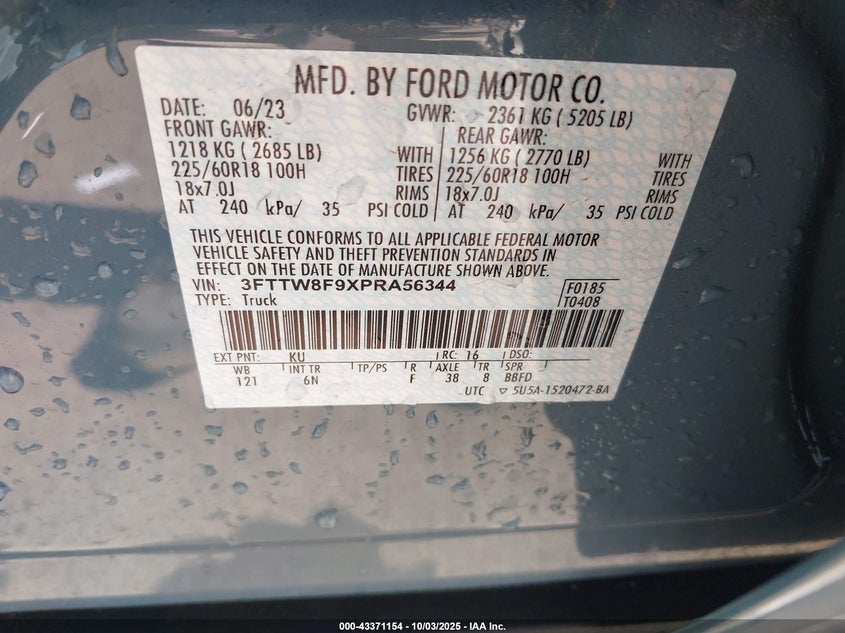 MFD. BY FORD MOTOR CO.
DATE: 06/23 GVWR: 2361 KG ( 5205 LB)
FRONT GAWR: REAR GAWR:
1218 KG ( 2685 LB) WITH 1256 KG ( 2770 LB) WITH
225/60R18 100H TIRES 225/60R18 100H TIRES
18x7.0J RIMS 18x7.0J RIMS
AT 240 kPa/ 35 PSI COLD AT 240 kPa/ 35 PSI COLD
THIS VEHICLE CONFORMS TO ALL APPLICABLE FEDERAL MOTOR
VEHICLE SAFETY AND THEFT PREVENTION STANDARDS IN
EFFECT ON THE DATE OF MANUFACTURE SHOWN ABOVE.
VIN: 3FTTW8F9XPRA56344 F0185
TYPE: Truck T0408
EXT PNT: KU RC: 16 DSO:
WB INT TR TP/PS R AXLE TR SPR
121 6N F 38 8 BBFD
UTC ▽ 5U5A-1520472-BA
000-43371154 - 10/03/2025 - IAA Inc.